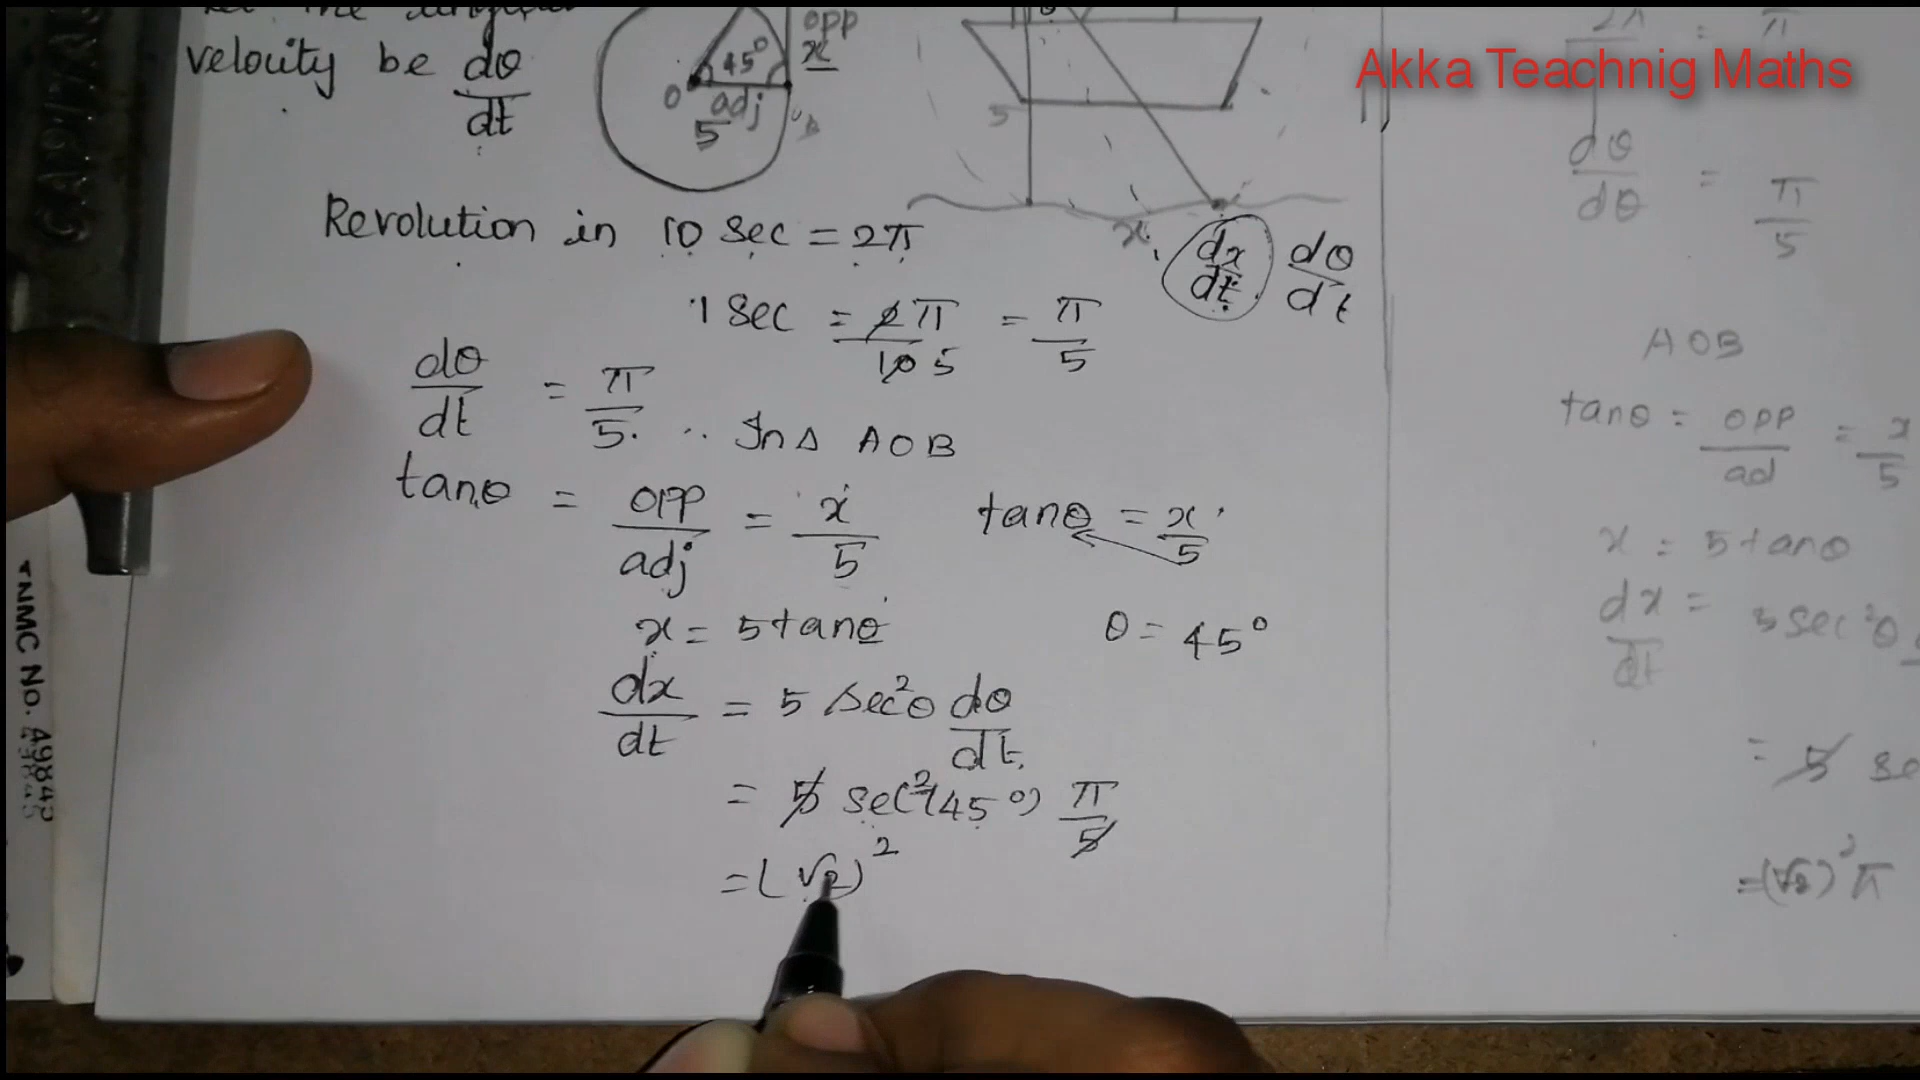 velocity be dθ/dt
45°
opp
x
O
adj
5
5
x
Akka Teachnig Maths
Revolution in 10 Sec = 2π
dx/dt dθ/dt
1 Sec = 2π/10 5 = π/5
dθ/dt = π/5. In Δ AOB
tanθ = opp/adj = x/5
tanθ = x/5
x = 5tanθ
θ = 45°
dx/dt = 5 sec²θ dθ/dt
= 5 sec²(45°) π/5
= (√2)²
2π = π
dθ/dθ = π/5
AOB
tanθ = opp/ad = x/5
x = 5tanθ
dx/dt = 5sec²θ
= 5 se
= (√2)² π
TNMC No. 49842